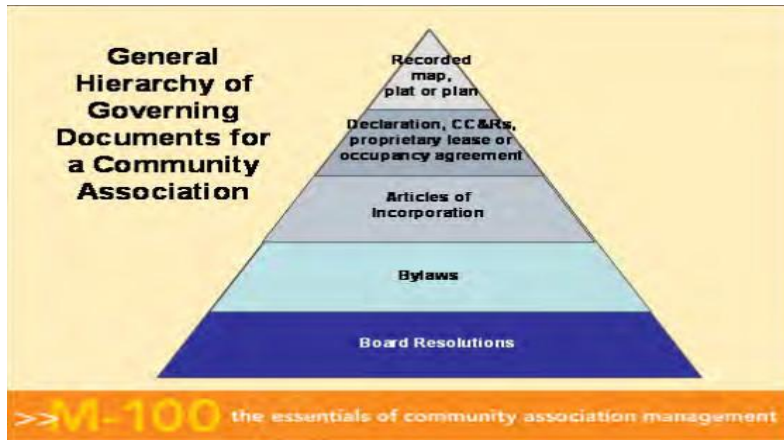 General
Hierarchy of
Governing
Documents for
a Community
Association
Recorded
map,
plat or plan
Declaration, CC&Rs,
proprietary lease or
occupancy agreement
Articles of
Incorporation
Bylaws
Board Resolutions
>>M-100 the essentials of community association management